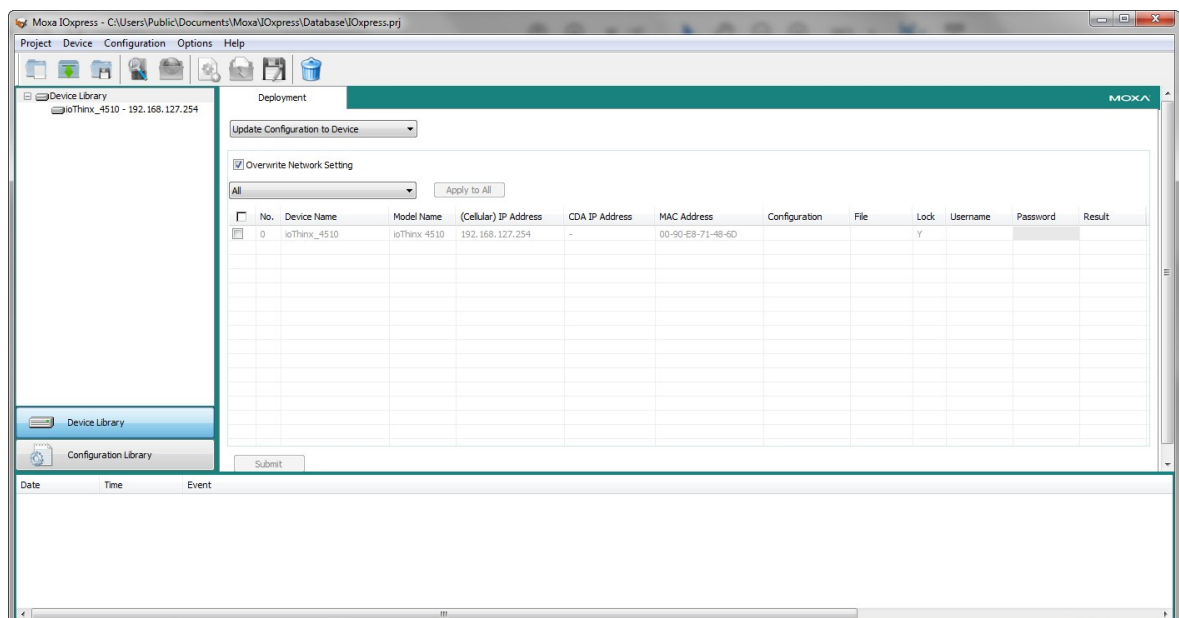 Moxa IOxpress - C:\Users\Public\Documents\Moxa\IOxpress\Database\IOxpress.prj
Project Device Configuration Options Help
Device Library
ioThinx_4510 - 192.168.127.254
Deployment
MOXA
Update Configuration to Device
Overwrite Network Setting
All
Apply to All
No. Device Name Model Name (Cellular) IP Address CDA IP Address MAC Address Configuration File Lock Username Password Result
0 ioThinx_4510 ioThinx 4510 192.168.127.254 - 00-90-E8-71-48-6D Y
Device Library
Configuration Library
Submit
Date Time Event